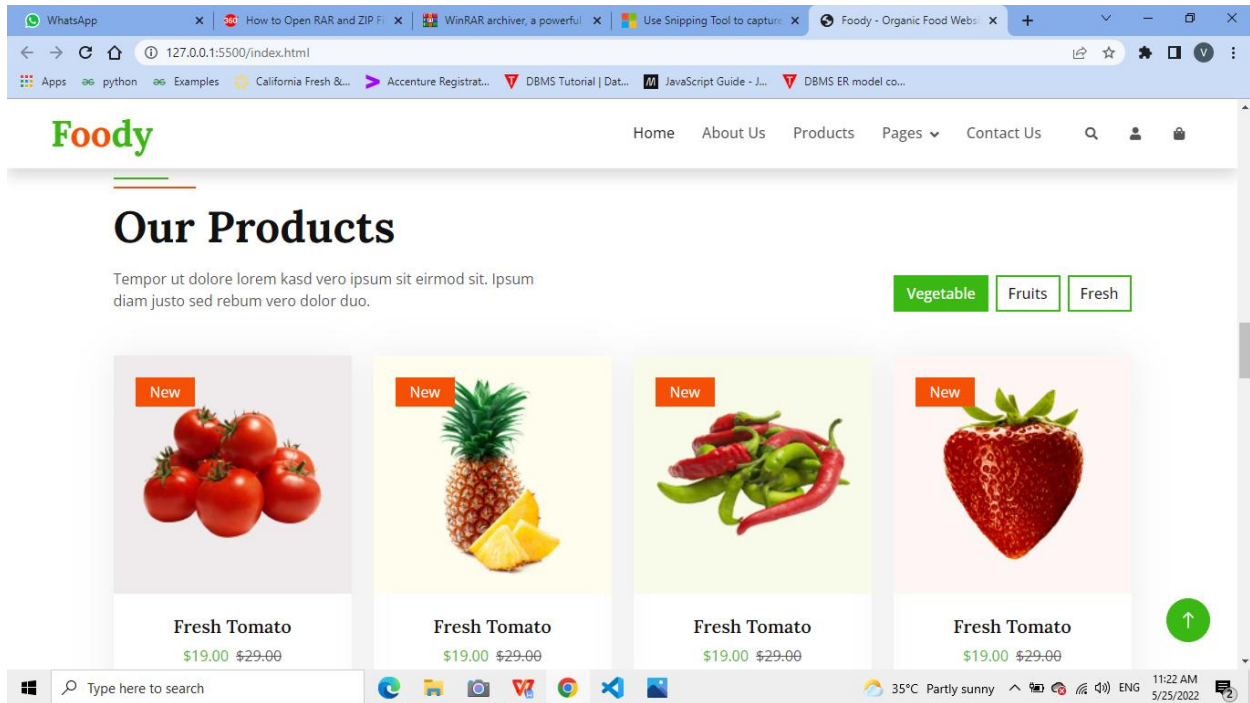 WhatsApp
How to Open RAR and ZIP Fi
WinRAR archiver, a powerful
Use Snipping Tool to capture
Foody - Organic Food Websi
127.0.0.1:5500/index.html
V
Apps
python
Examples
California Fresh &...
Accenture Registrat...
DBMS Tutorial | Dat...
JavaScript Guide - J...
DBMS ER model co...
Foody
Home About Us Products Pages Contact Us
Our Products
Tempor ut dolore lorem kasd vero ipsum sit eirmod sit. Ipsum
diam justo sed rebum vero dolor duo.
Vegetable Fruits Fresh
New New New New
Fresh Tomato Fresh Tomato Fresh Tomato Fresh Tomato
$19.00 $29.00 $19.00 $29.00 $19.00 $29.00 $19.00 $29.00
Type here to search
35°C Partly sunny
ENG
11:22 AM
5/25/2022
2